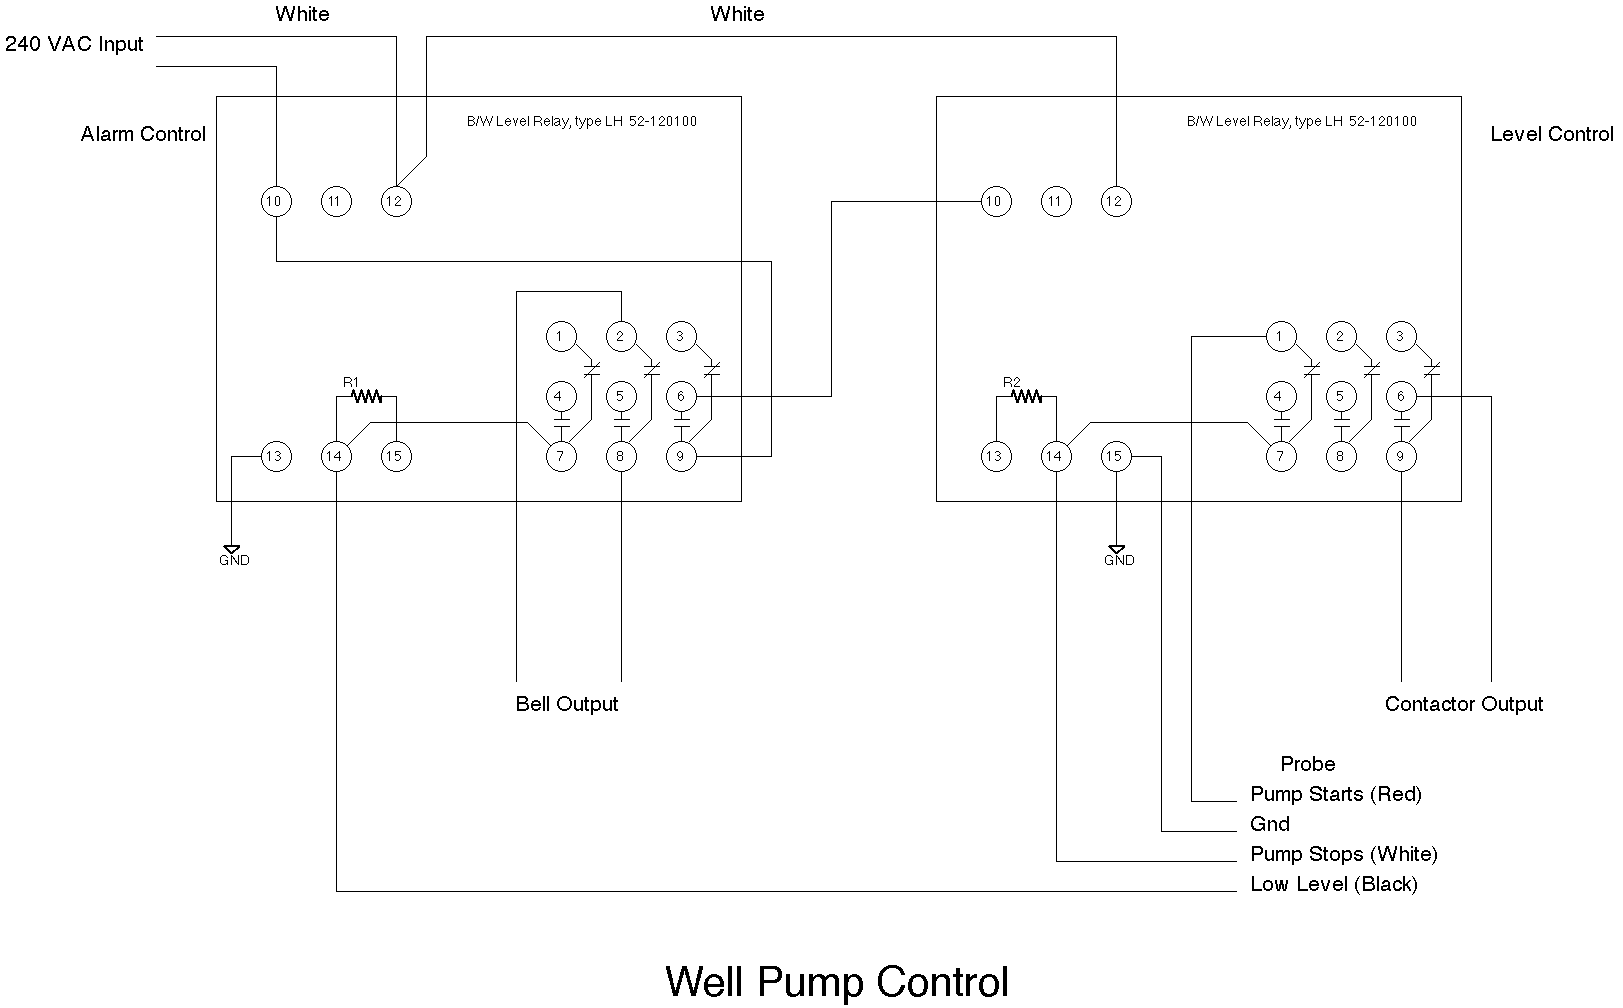 White
White
240 VAC Input
B/W Level Relay, type LH 52-120100
B/W Level Relay, type LH 52-120100
Alarm Control
Level Control
10 11 12
10 11 12
1 2 3
1 2 3
R1
R2
4 5 6
4 5 6
13 14 15
7 8 9
13 14 15
7 8 9
GND
GND
Bell Output
Contactor Output
Probe
Pump Starts (Red)
Gnd
Pump Stops (White)
Low Level (Black)
Well Pump Control